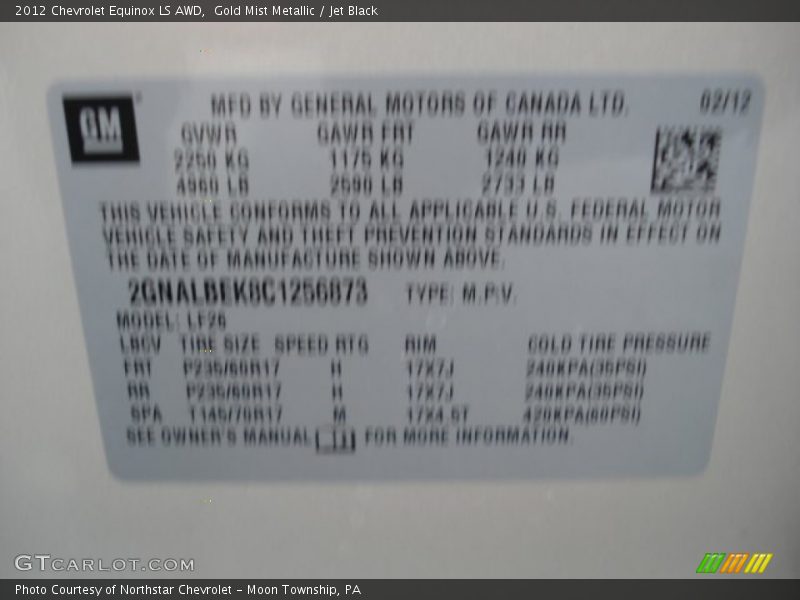 2012 Chevrolet Equinox LS AWD,  Gold Mist Metallic / Jet Black
GM
MFD BY GENERAL MOTORS OF CANADA LTD. 02/12
GVWR GAWR FRT GAWR RR
2250 KG 1175 KG 1240 KG
4960 LB 2590 LB 2733 LB
THIS VEHICLE CONFORMS TO ALL APPLICABLE U.S. FEDERAL MOTOR
VEHICLE SAFETY AND THEFT PREVENTION STANDARDS IN EFFECT ON
THE DATE OF MANUFACTURE SHOWN ABOVE.
TYPE: M.P.V.
MODEL: LF26
TIRE SIZE SPEED RTG RIM COLD TIRE PRESSURE
FRT P235/60R17 H 17X7J 240KPA(35PSI)
RR P235/60R17 H 17X7J 240KPA(35PSI)
SPA T145/70R17 M 17X4 ST 420KPA(60PSI)
SEE OWNER'S MANUAL FOR MORE INFORMATION.
GTCARLOT.COM
Photo Courtesy of Northstar Chevrolet – Moon Township, PA